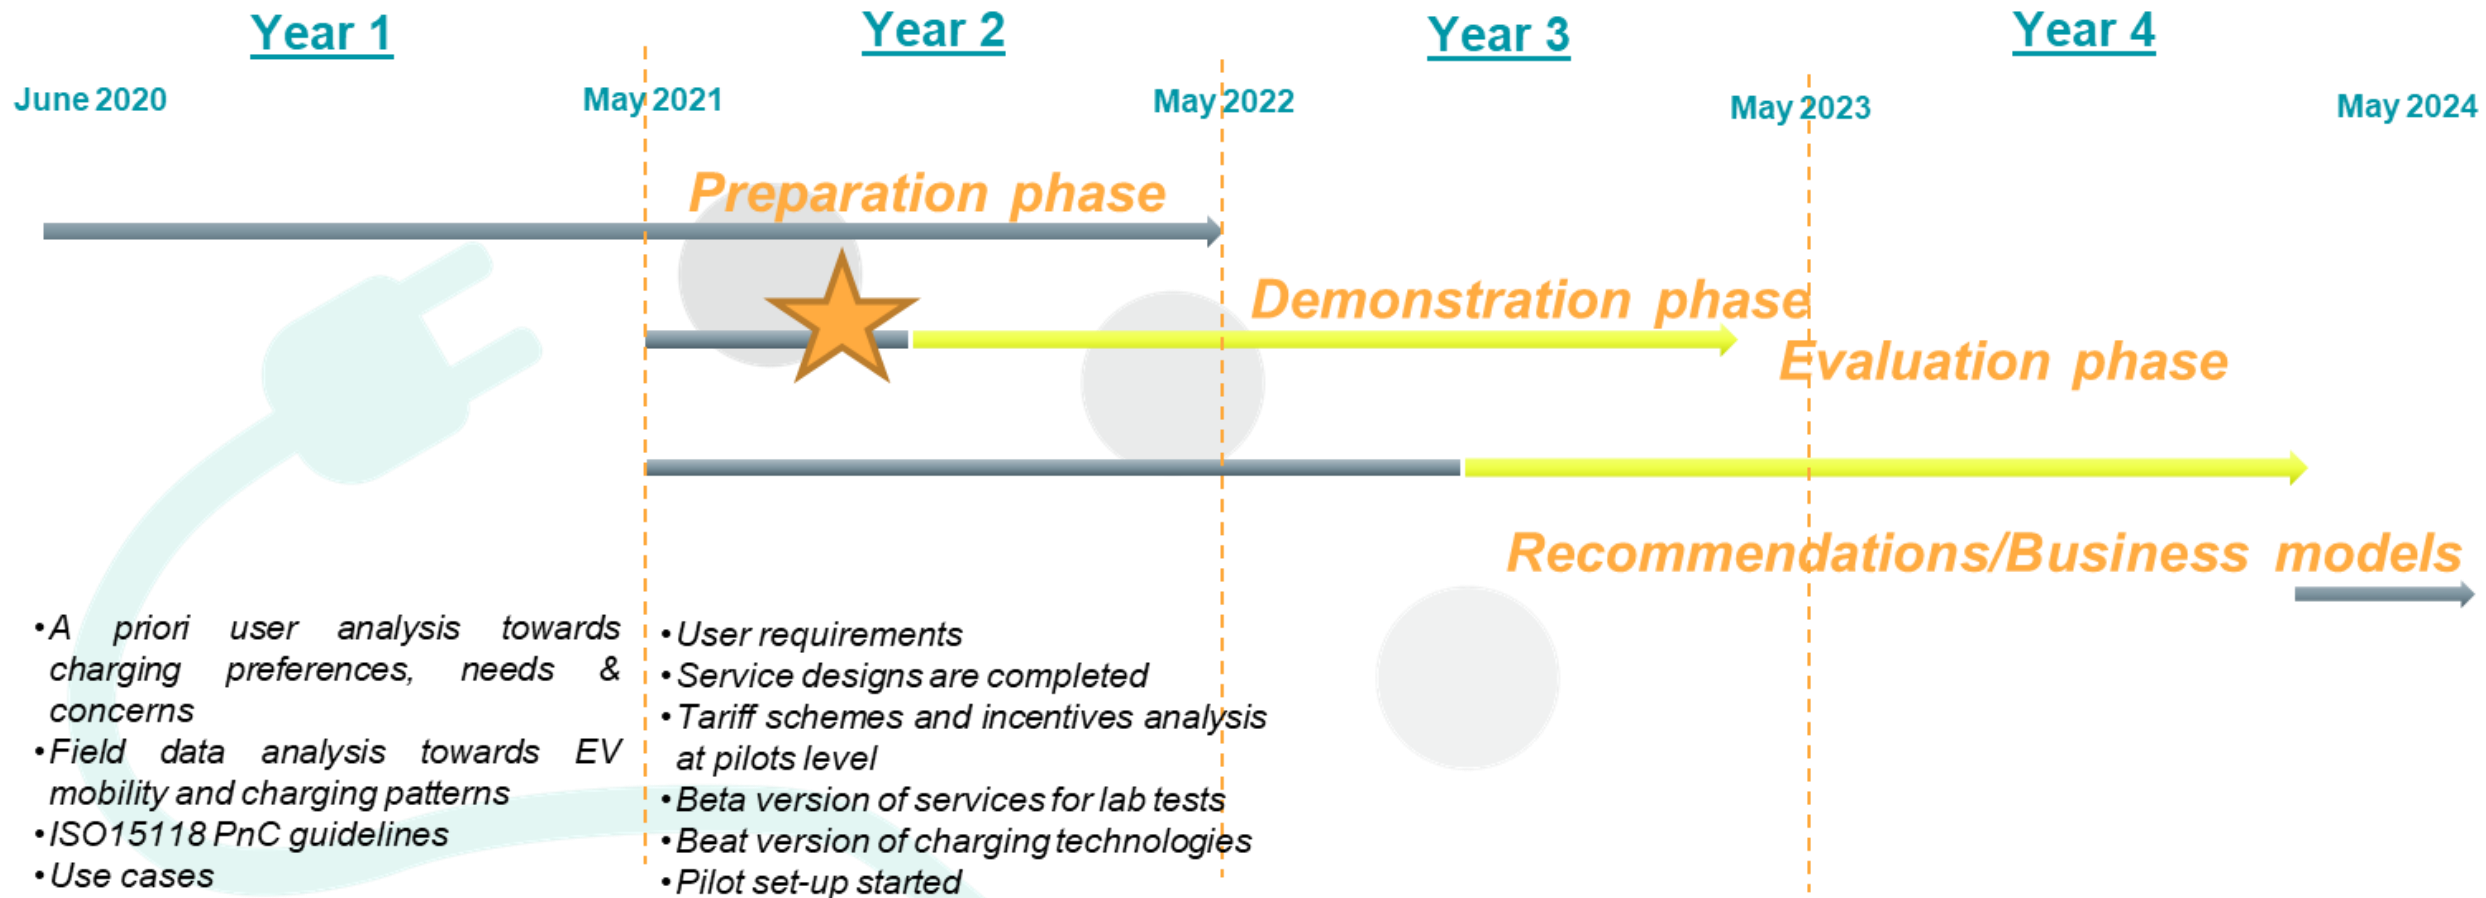 Year 1
Year 2
Year 3
Year 4
June 2020
May 2021
May 2022
May 2023
May 2024
Preparation phase
Demonstration phase
Evaluation phase
Recommendations/Business models
•A priori user analysis towards
charging preferences, needs &
concerns
•Field data analysis towards EV
mobility and charging patterns
•ISO15118 PnC guidelines
•Use cases
•User requirements
•Service designs are completed
•Tariff schemes and incentives analysis
at pilots level
•Beta version of services for lab tests
•Beat version of charging technologies
•Pilot set-up started